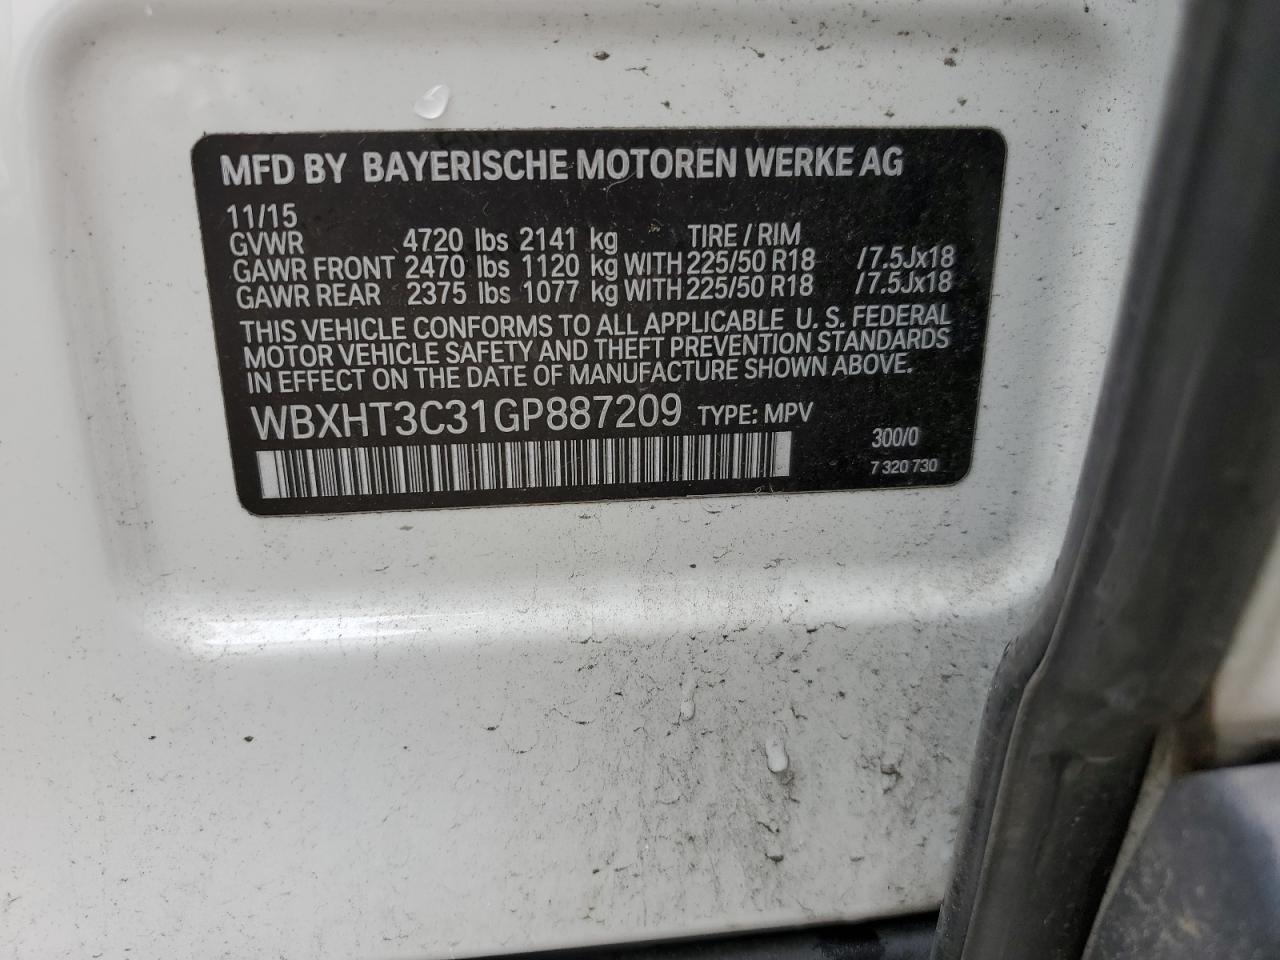 MFD BY BAYERISCHE MOTOREN WERKE AG
11/15
GVWR 4720 lbs 2141 kg TIRE / RIM
GAWR FRONT 2470 lbs 1120 kg WITH 225/50 R18 /7.5Jx18
GAWR REAR 2375 lbs 1077 kg WITH 225/50 R18 /7.5Jx18
THIS VEHICLE CONFORMS TO ALL APPLICABLE U. S. FEDERAL
MOTOR VEHICLE SAFETY AND THEFT PREVENTION STANDARDS
IN EFFECT ON THE DATE OF MANUFACTURE SHOWN ABOVE.
WBXHT3C31GP887209 TYPE: MPV
300/0
7 320 730